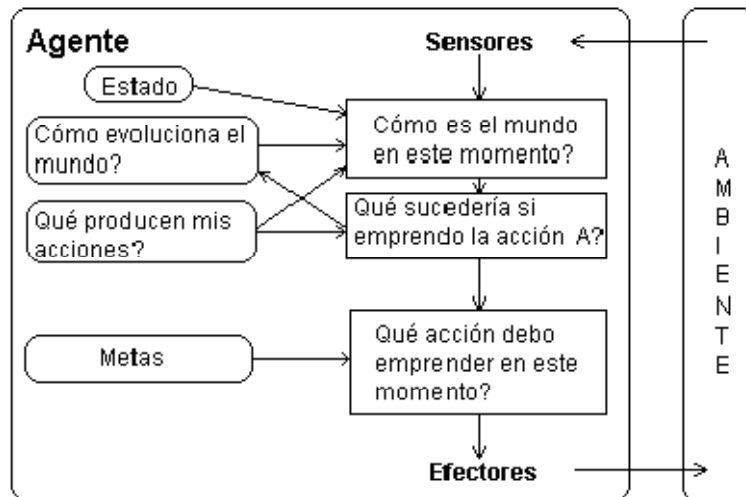 Agente
Sensores
Estado
Cómo evoluciona el
mundo?
Cómo es el mundo
en este momento?
Qué producen mis
acciones?
Qué sucedería si
emprendo la acción A?
Metas
Qué acción debo
emprender en este
momento?
Efectores
AMBIENTE